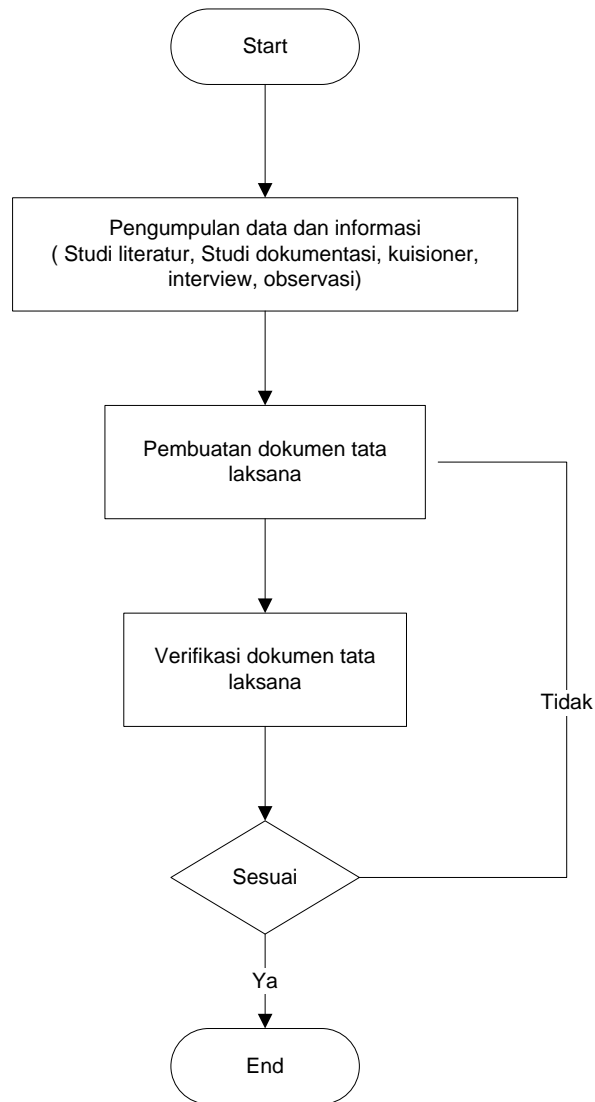 Start
Pengumpulan data dan informasi
( Studi literatur, Studi dokumentasi, kuisioner,
interview, observasi)
Pembuatan dokumen tata
laksana
Verifikasi dokumen tata
laksana
Tidak
Sesuai
Ya
End